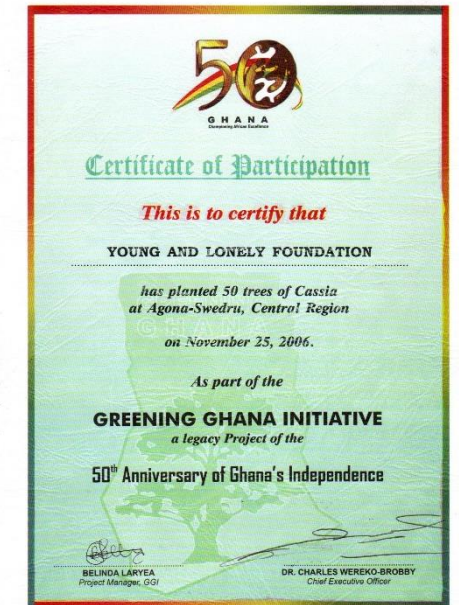 50
GHANA
Championing African Excellence
Certificate of Participation
This is to certify that
YOUNG AND LONELY FOUNDATION
has planted 50 trees of Cassia
at Agona-Swedru, Central Region
GHANA
on November 25, 2006.
As part of the
GREENING GHANA INITIATIVE
a legacy Project of the
50th Anniversary of Ghana's Independence
BELINDA LARYEA
Project Manager, GGI
DR. CHARLES WEREKO-BROBBY
Chief Executive Officer